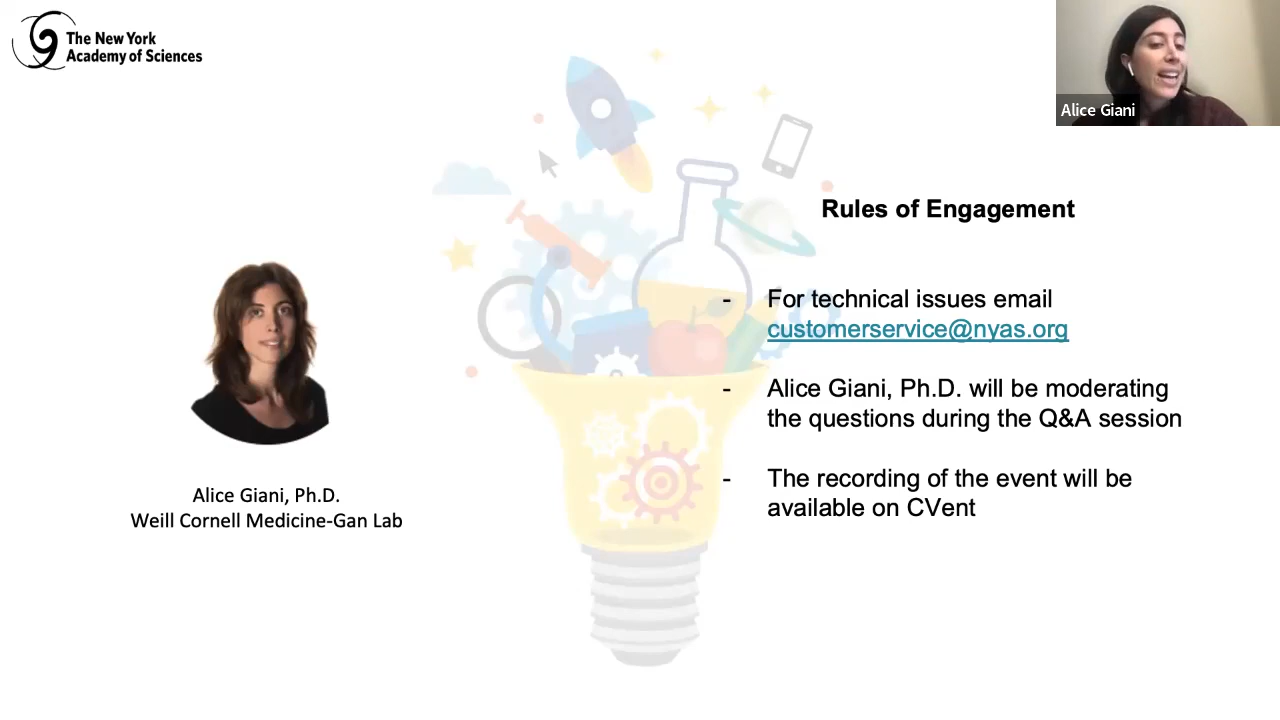 The New York
Academy of Sciences
Alice Giani
Rules of Engagement
- For technical issues email
customerservice@nyas.org
- Alice Giani, Ph.D. will be moderating
the questions during the Q&A session
- The recording of the event will be
available on CVent
Alice Giani, Ph.D.
Weill Cornell Medicine-Gan Lab